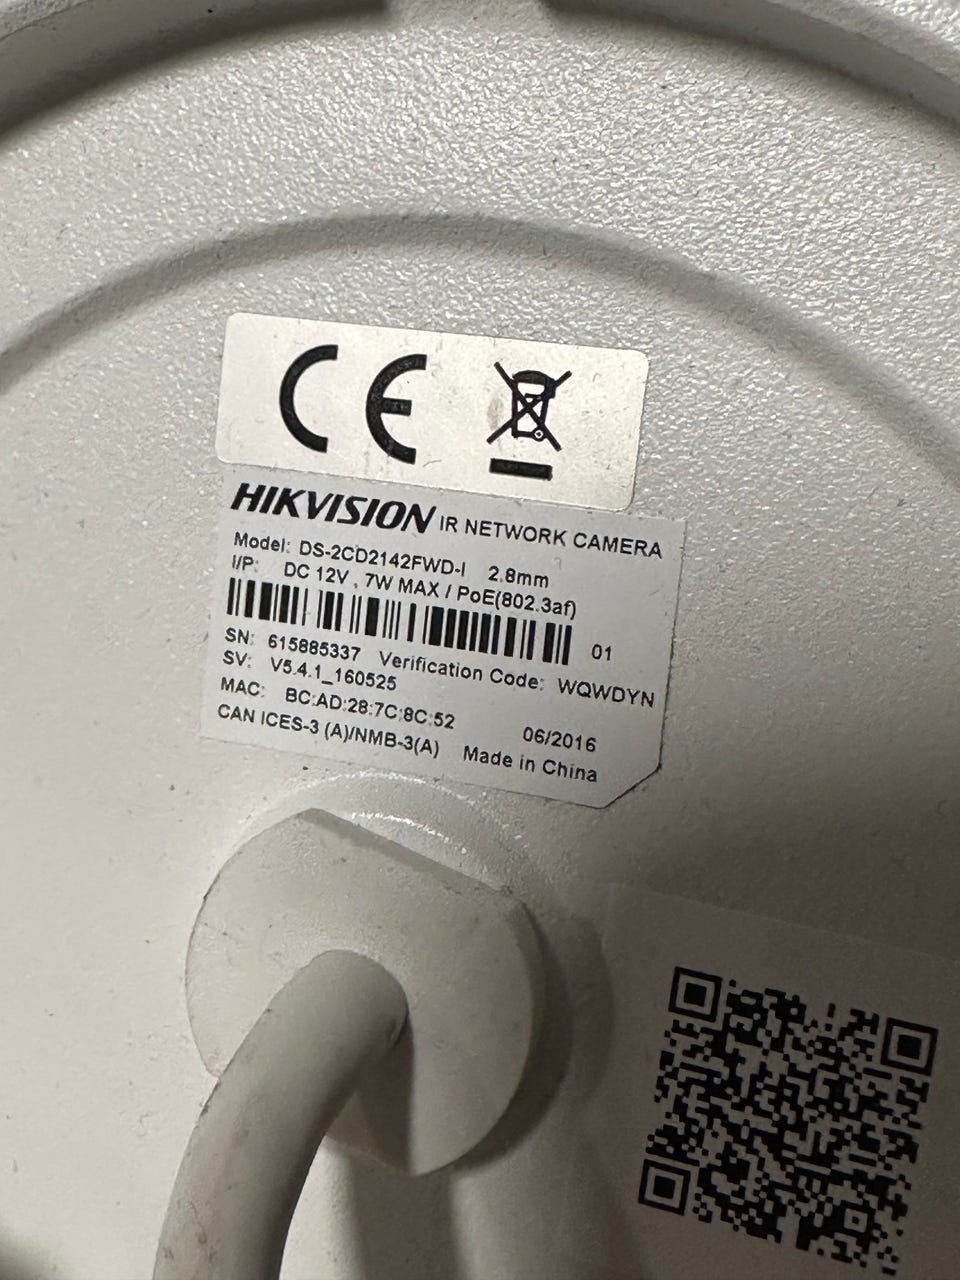 CE
HIKVISION IR NETWORK CAMERA
Model: DS-2CD2142FWD-I 2.8mm
I/P: DC 12V , 7W MAX / PoE(802.3af)
01
SN: 615885337 Verification Code: WQWDYN
SV: V5.4.1_160525
MAC: BC:AD:28:7C:8C:52 06/2016
CAN ICES-3 (A)/NMB-3(A) Made in China